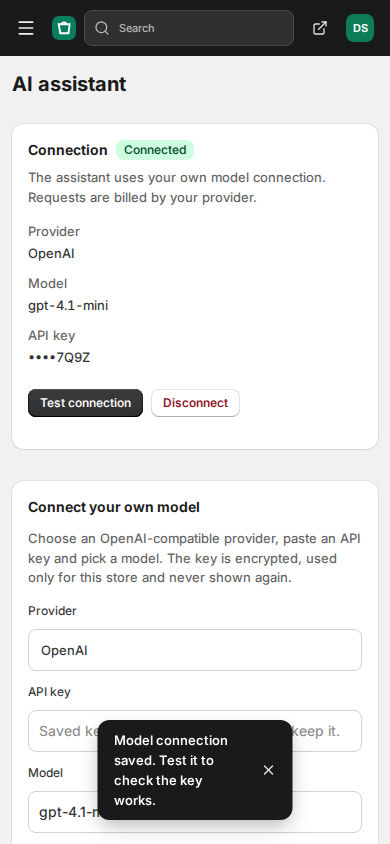 Search
DS
AI assistant
Connection
Connected
The assistant uses your own model connection.
Requests are billed by your provider.
Provider
OpenAI
Model
gpt-4.1-mini
API key
••••7Q9Z
Test connection
Disconnect
Connect your own model
Choose an OpenAI-compatible provider, paste an API
key and pick a model. The key is encrypted, used
only for this store and never shown again.
Provider
OpenAI
API key
Saved keep it.
Model
gpt-4.1-
Model connection
saved. Test it to
check the key
works.